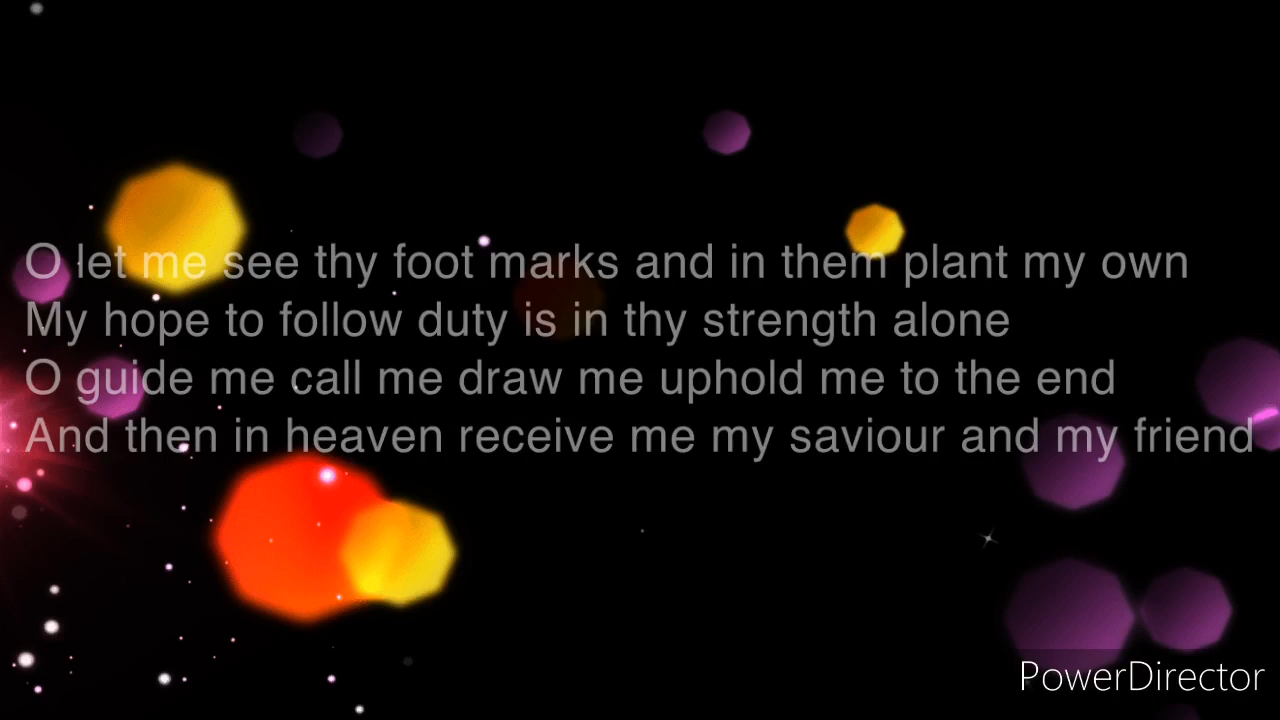 O let me see thy foot marks and in them plant my own
My hope to follow duty is in thy strength alone
O guide me call me draw me uphold me to the end
And then in heaven receive me my saviour and my friend
PowerDirector